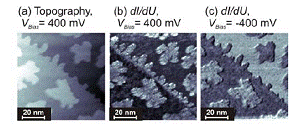 (a) Topography,
V_Bias = 400 mV
(b) dI/dU,
V_Bias = 400 mV
(c) dI/dU,
V_Bias = -400 mV
20 nm
20 nm
20 nm